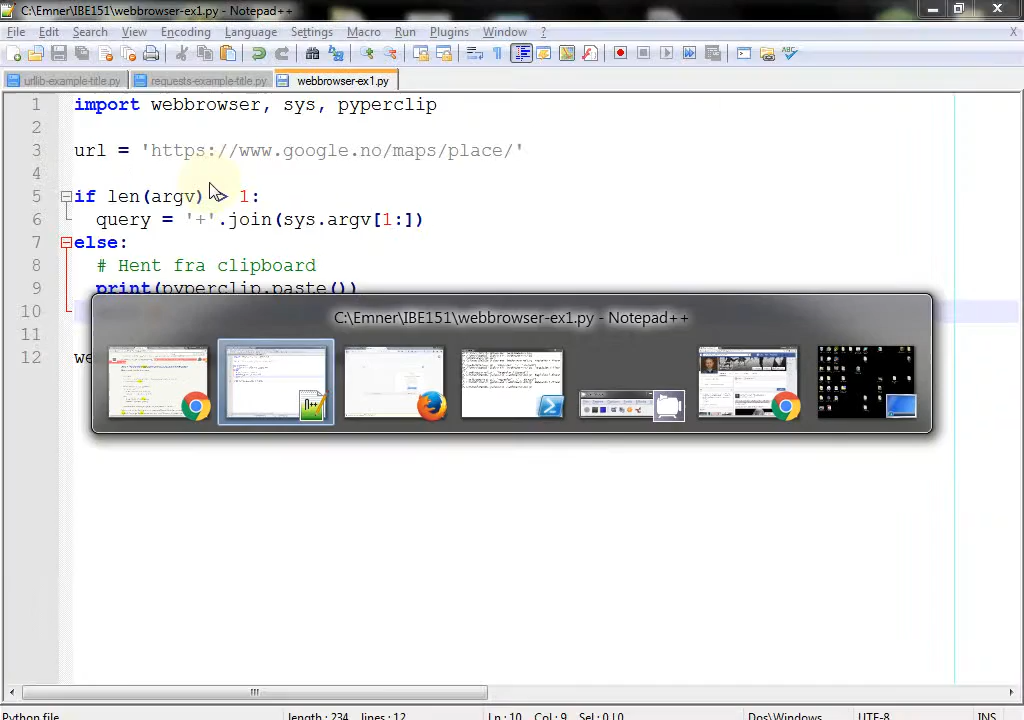 C:\Emner\IBE151\webbrowser-ex1.py - Notepad++
File Edit Search View Encoding Language Settings Macro Run Plugins Window ? X
urllib-example-title.py requests-example-title.py webbrowser-ex1.py
1 import webbrowser, sys, pyperclip
2
3 url = 'https://www.google.no/maps/place/'
4
5 if len(argv) > 1:
6 query = '+'.join(sys.argv[1:])
7 else:
8 # Hent fra clipboard
9 print(pyperclip.paste())
10
11
12 we
C:\Emner\IBE151\webbrowser-ex1.py - Notepad++
Python file length : 234 lines : 12 Ln : 10 Col : 9 Sel : 0 | 0 Dos\Windows UTF-8 INS